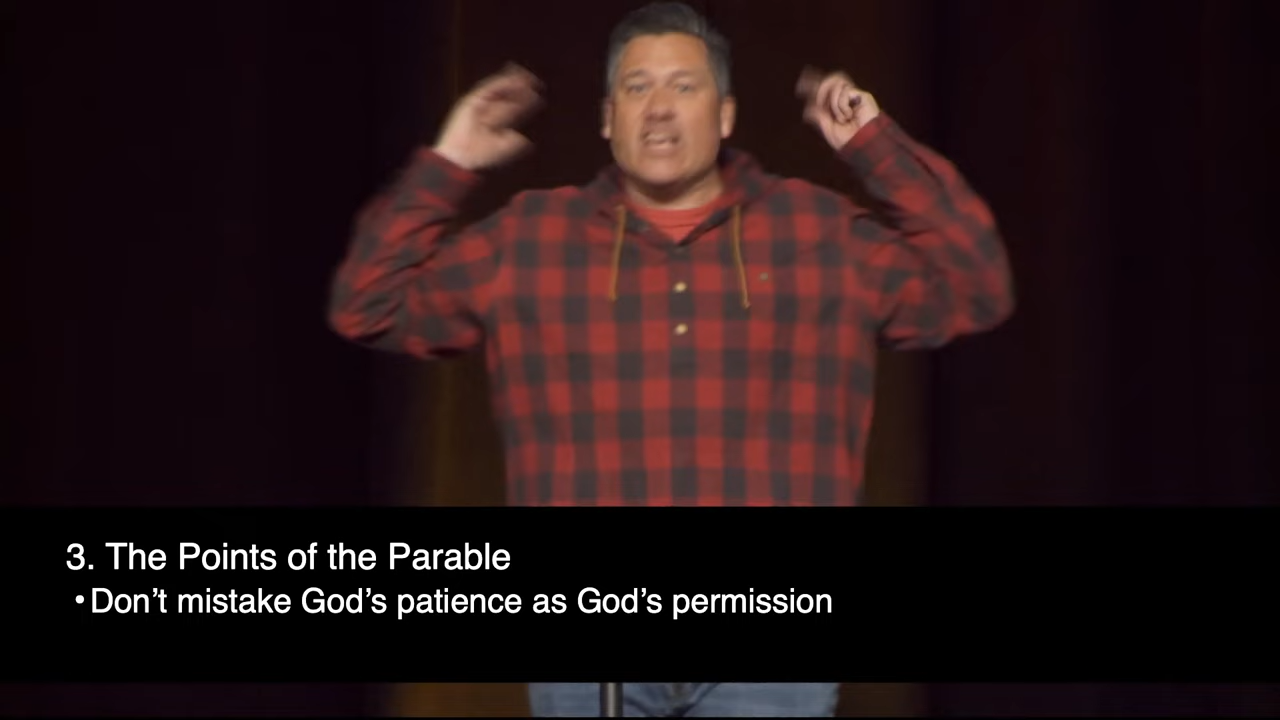 3. The Points of the Parable
•Don’t mistake God’s patience as God’s permission